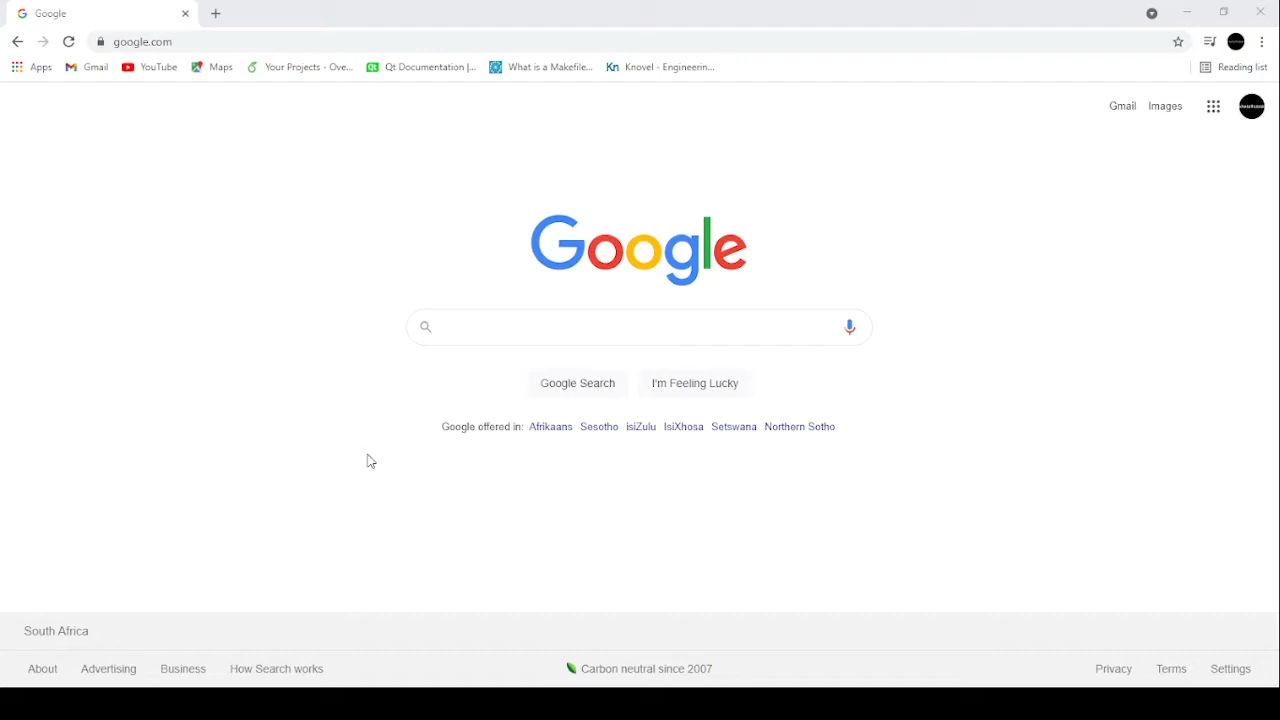 Google
google.com
Apps Gmail YouTube Maps Your Projects - Ove... Qt Documentation |... What is a Makefile... Kn Knovel - Engineerin... Reading list
Gmail Images
Google
Google Search I'm Feeling Lucky
Google offered in: Afrikaans Sesotho isiZulu IsiXhosa Setswana Northern Sotho
South Africa
About Advertising Business How Search works Carbon neutral since 2007 Privacy Terms Settings